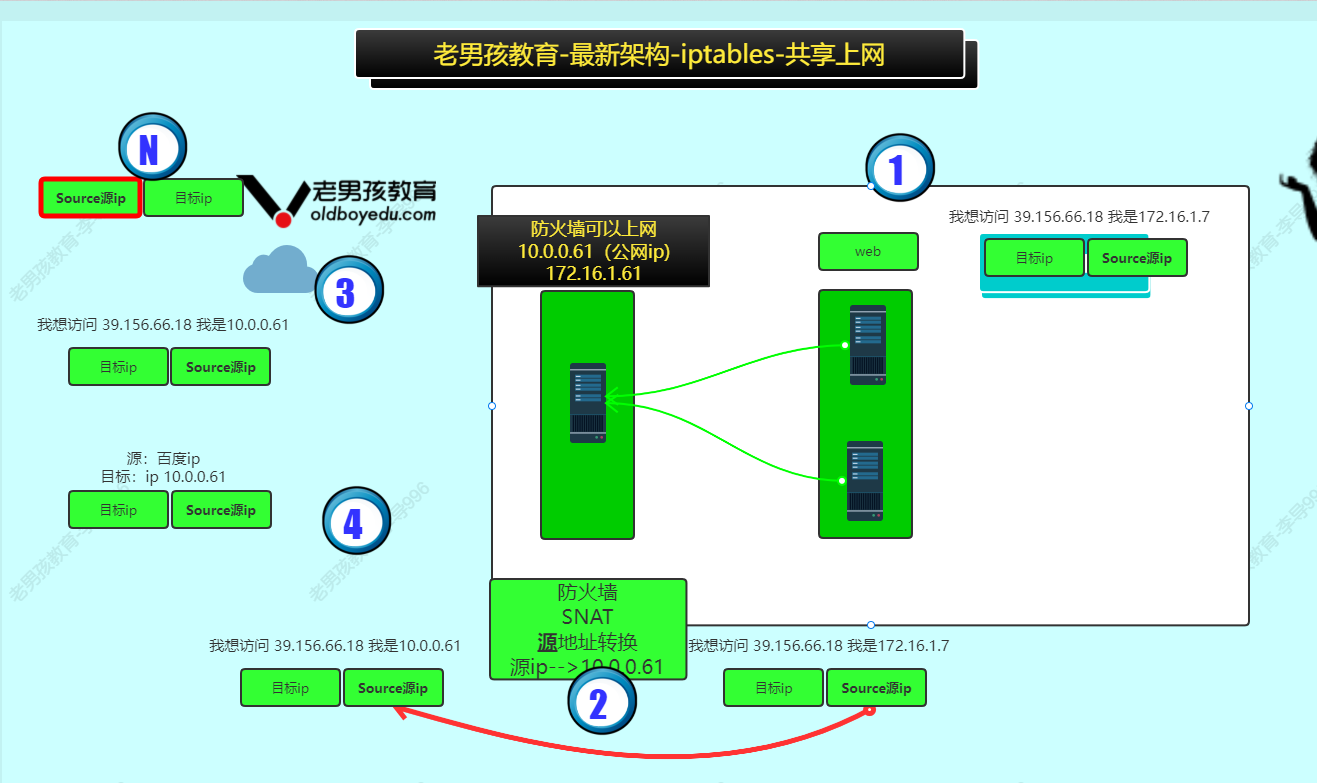 老男孩教育-最新架构-iptables-共享上网
N
Source源ip
目标ip
老男孩教育
oldboyedu.com
1
我想访问 39.156.66.18 我是172.16.1.7
目标ip
Source源ip
防火墙可以上网
10.0.0.61（公网ip)
172.16.1.61
web
3
我想访问 39.156.66.18 我是10.0.0.61
目标ip
Source源ip
源：百度ip
目标：ip 10.0.0.61
目标ip
Source源ip
4
防火墙
SNAT
源地址转换
源ip-->10.0.0.61
2
我想访问 39.156.66.18 我是10.0.0.61
目标ip
Source源ip
我想访问 39.156.66.18 我是172.16.1.7
目标ip
Source源ip